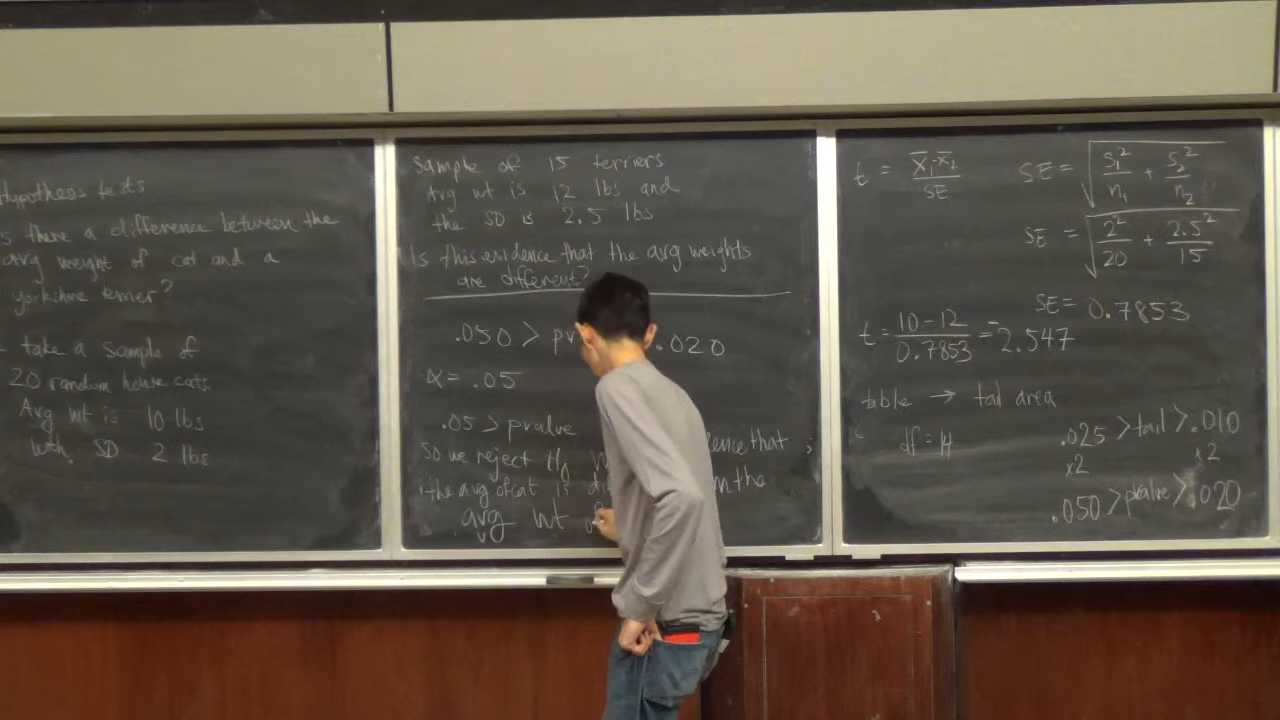 Hypotheos tests
s there a difference between the
avg weight of cat and a
yorkshire terrier?
- take a sample of
20 random house cats
Avg wt is 10 lbs
with SD 2 lbs
Sample of 15 terriers
Avg wt is 12 lbs and
the SD is 2.5 lbs
Is this evidence that the avg weights
are different?
.050 > p .020
α = .05
.05 > pvalue
So we reject H₀ that
the avg of cat is the
avg wt
t = x̄₁-x̄₂/SE SE = √(s₁²/n₁ + s₂²/n₂)
SE = √(2²/20 + 2.5²/15)
SE = 0.7853
t = 10-12/0.7853 = -2.547
table → tail area
df = 14 .025 > tail > .010
x2 x2
.050 > pvalue > .020